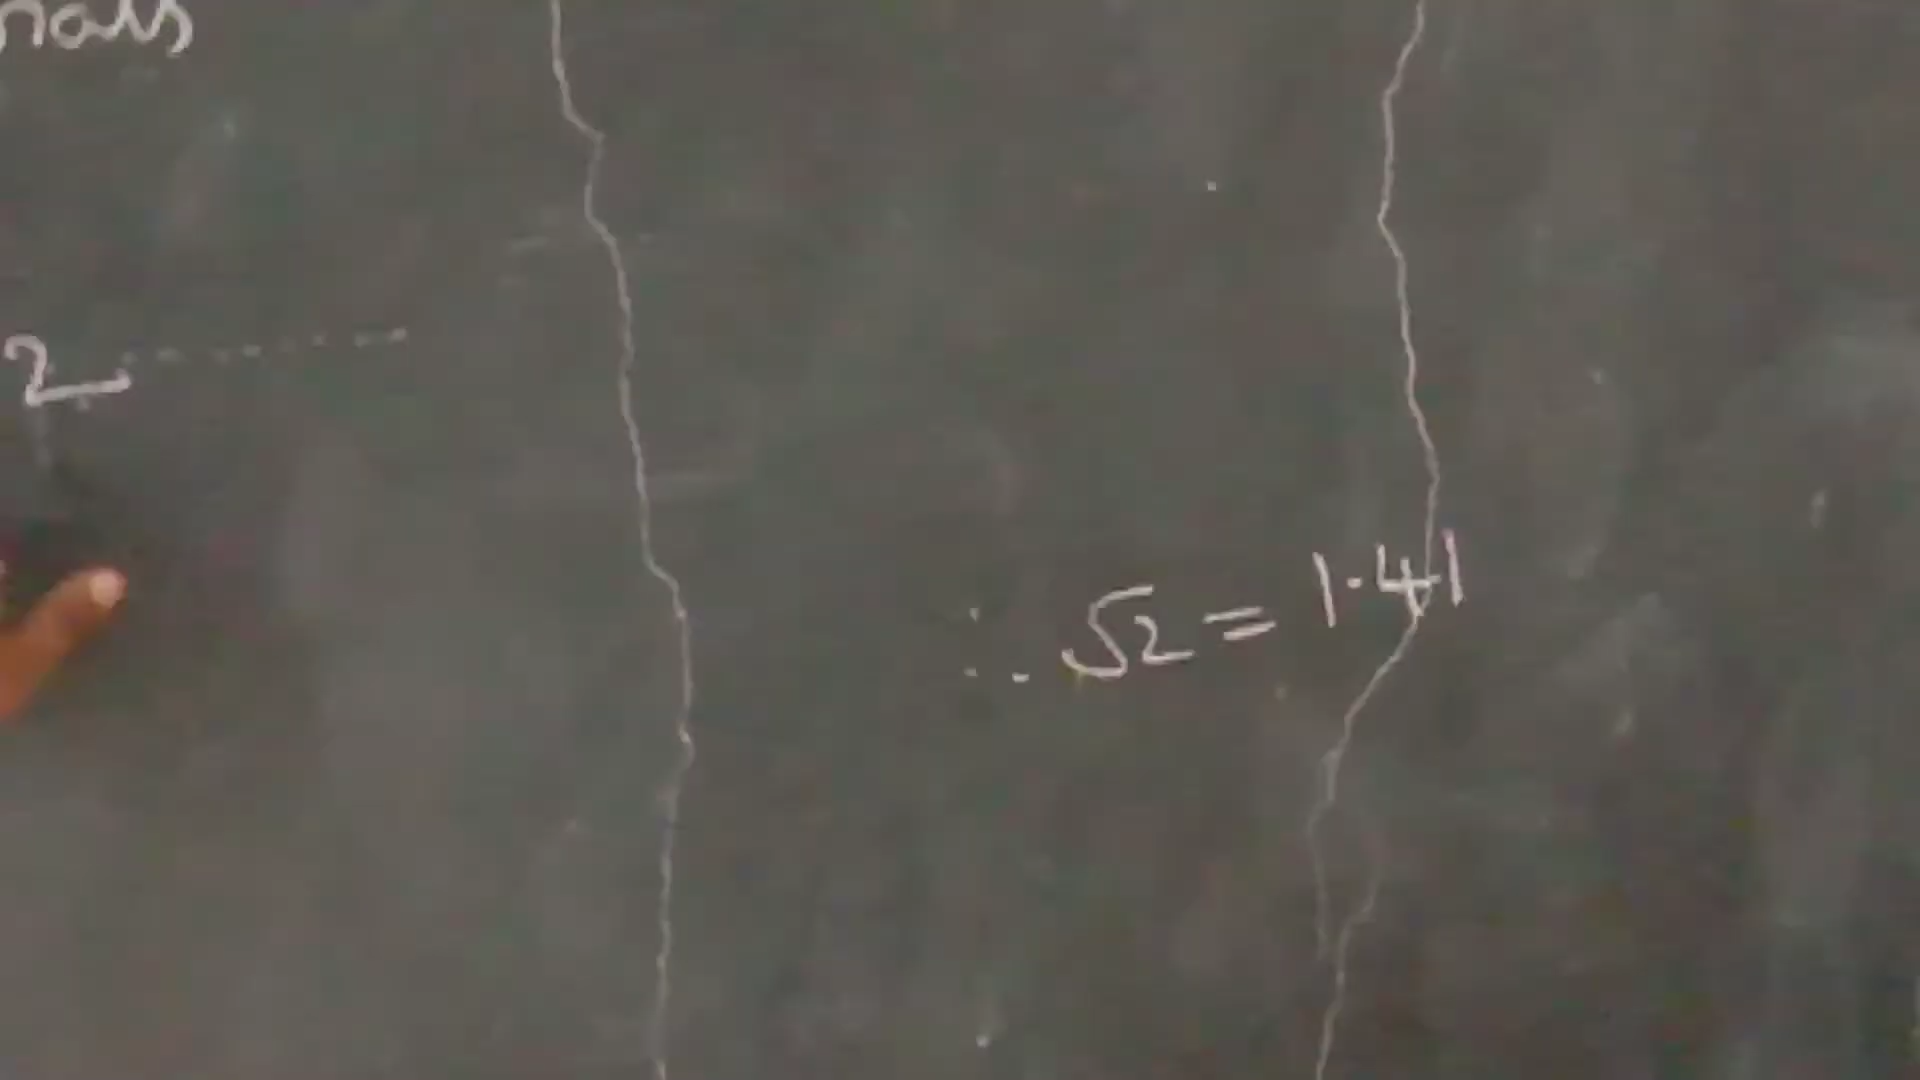 nals
2........
∴ √2 = 1.41